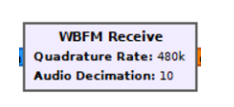 WBFM Receive
Quadrature Rate: 480k
Audio Decimation: 10